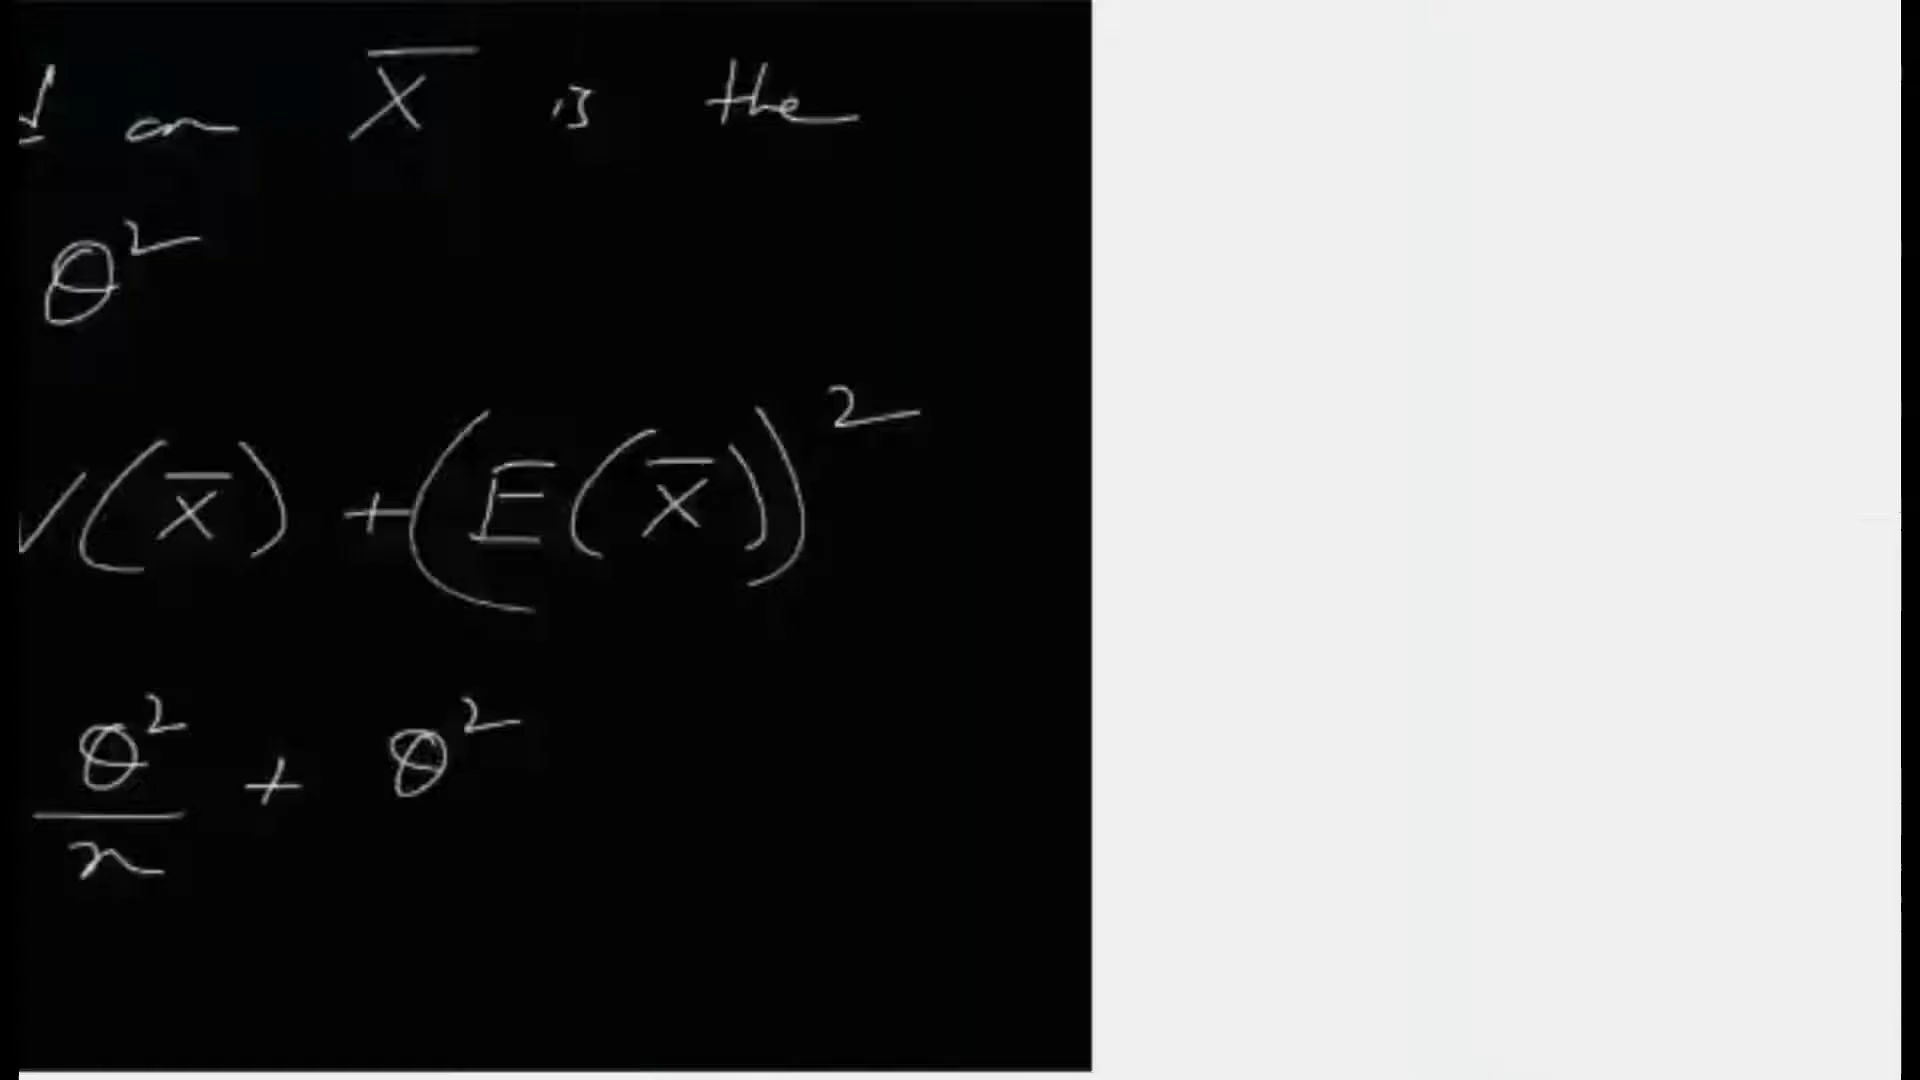 on X̅ is the
θ²
V(x̅) + (E(x̅))²
θ²/n + θ²